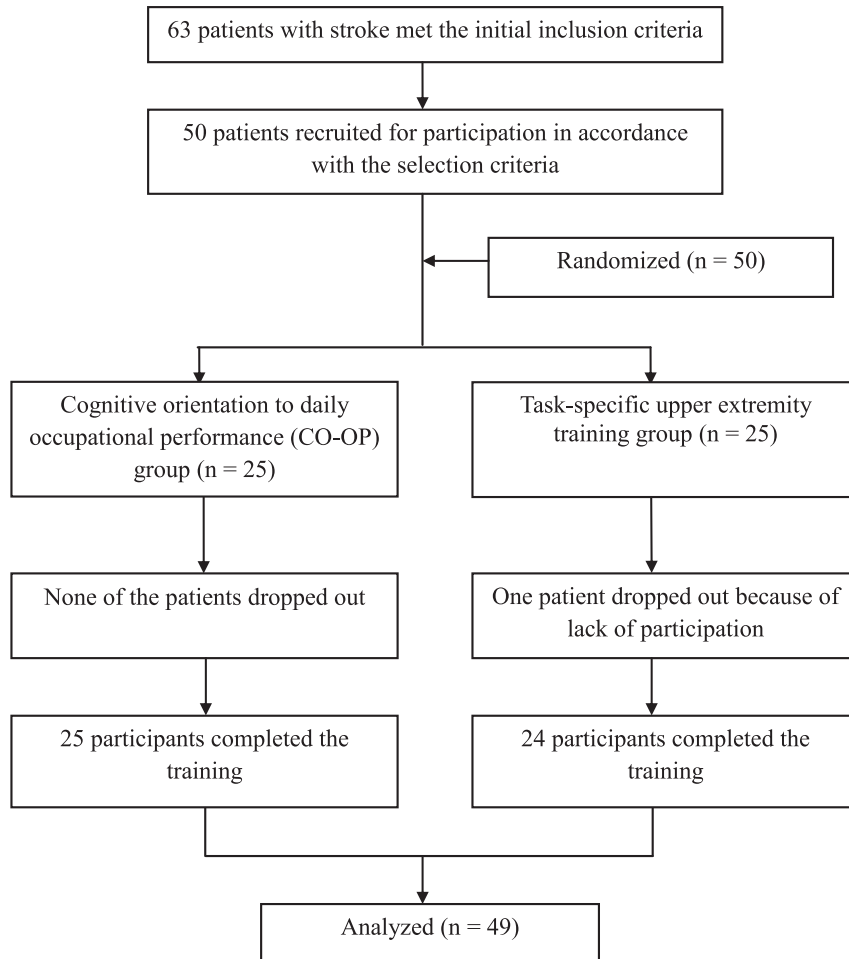 63 patients with stroke met the initial inclusion criteria
50 patients recruited for participation in accordance
with the selection criteria
Randomized (n = 50)
Cognitive orientation to daily
occupational performance (CO-OP)
group (n = 25)
Task-specific upper extremity
training group (n = 25)
None of the patients dropped out
One patient dropped out because of
lack of participation
25 participants completed the
training
24 participants completed the
training
Analyzed (n = 49)